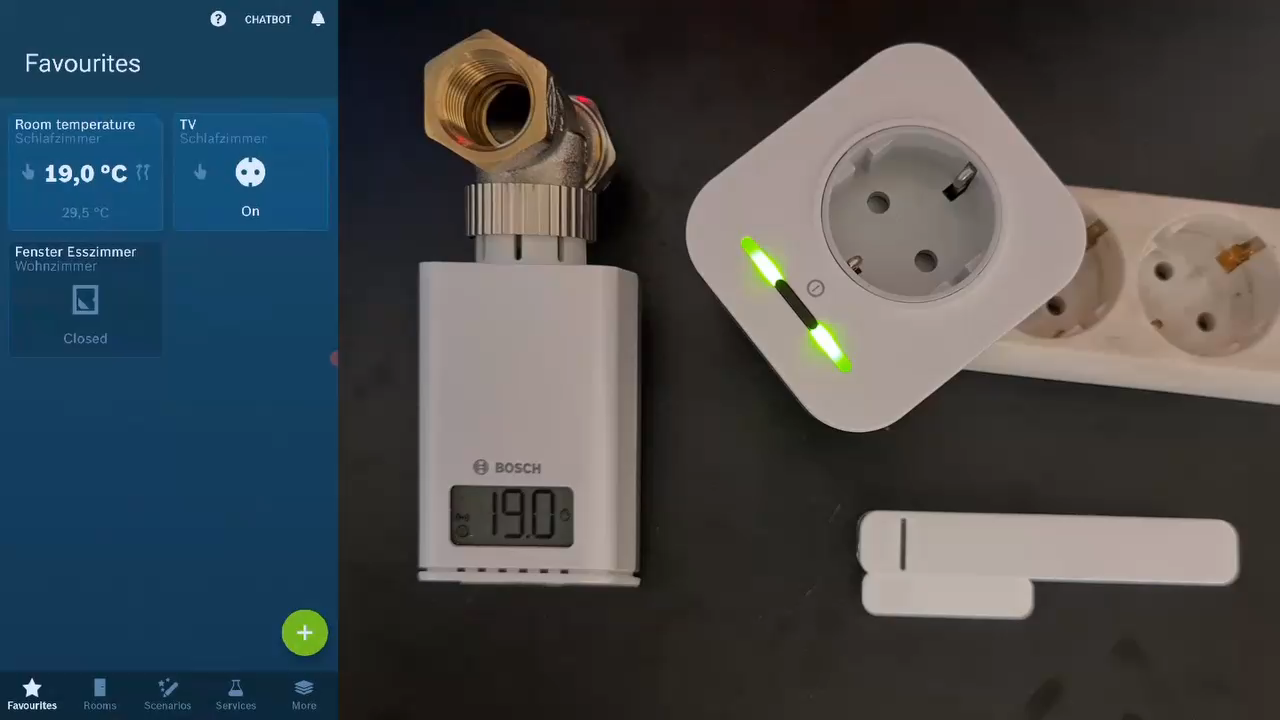 CHATBOT
Favourites
Room temperature
Schlafzimmer
19,0 °C
29,5 °C
TV
Schlafzimmer
On
Fenster Esszimmer
Wohnzimmer
Closed
Favourites
Rooms
Scenarios
Services
More
BOSCH
19.0